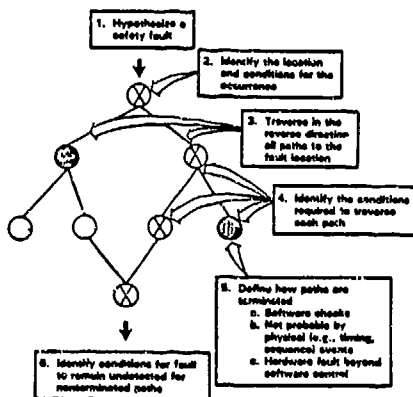 1. Hypothesize a
safety fault
2. Identify the location
and conditions for the
occurrence
3. Traverse in the
reverse direction
all paths to the
fault location
4. Identify the conditions
required to traverse
each path
5. Define how paths are
terminated
a. Software checks
b. Not probable by
physical (e.g., timing,
sequence) events
c. Hardware fault beyond
software control
6. Identify conditions for fault
to remain undetected for
nonterminated paths